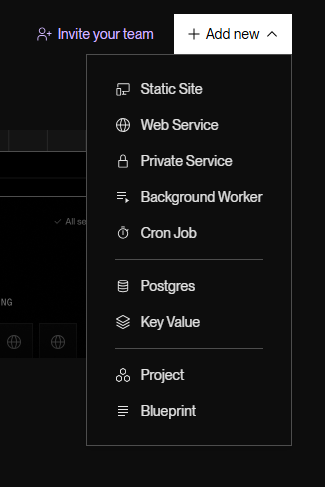 Invite your team
Add new
Static Site
Web Service
Private Service
Background Worker
All se
Cron Job
Postgres
NG
Key Value
Project
Blueprint